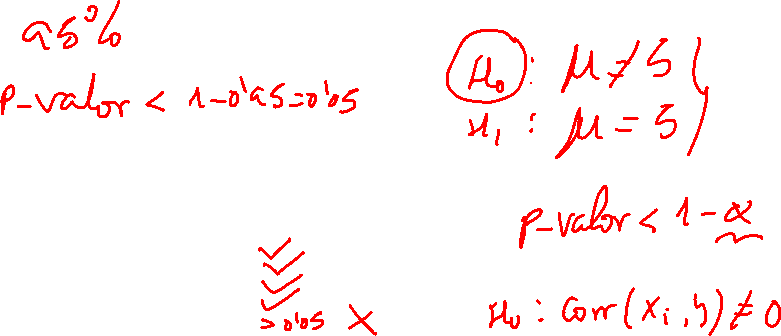 95%
p-valor < 1-0'95=0'05
H₀: μ ≠ 5
H₁: μ = 5
p-valor < 1-α
>0'05 X
H₀: Corr(xᵢ,y) ≠ 0